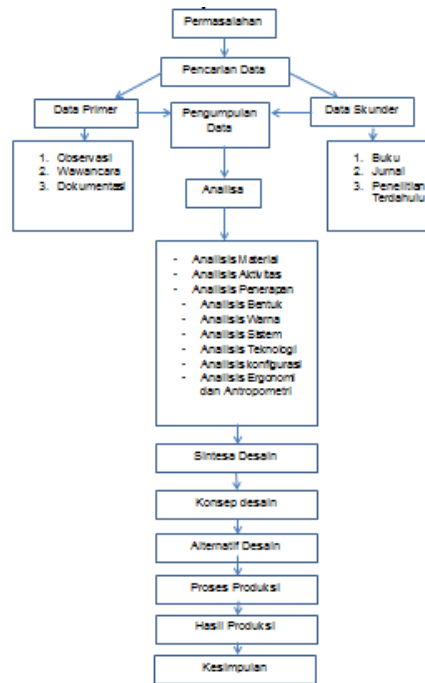 Permasalahan
Pencarian Data
Data Primer
Pengumpulan
Data
Data Skunder
1. Observasi
2. Wawancara
3. Dokumentasi
1. Buku
2. Jurnal
3. Penelitian
Terdahulu
Analisa
- Analisis Material
- Analisis Aktivitas
- Analisis Penerapan
- Analisis Bentuk
- Analisis Warna
- Analisis Sistem
- Analisis Teknologi
- Analisis konfigurasi
- Analisis Ergonomi
dan Antropometri
Sintesa Desain
Konsep desain
Alternatif Desain
Proses Produksi
Hasil Produksi
Kesimpulan